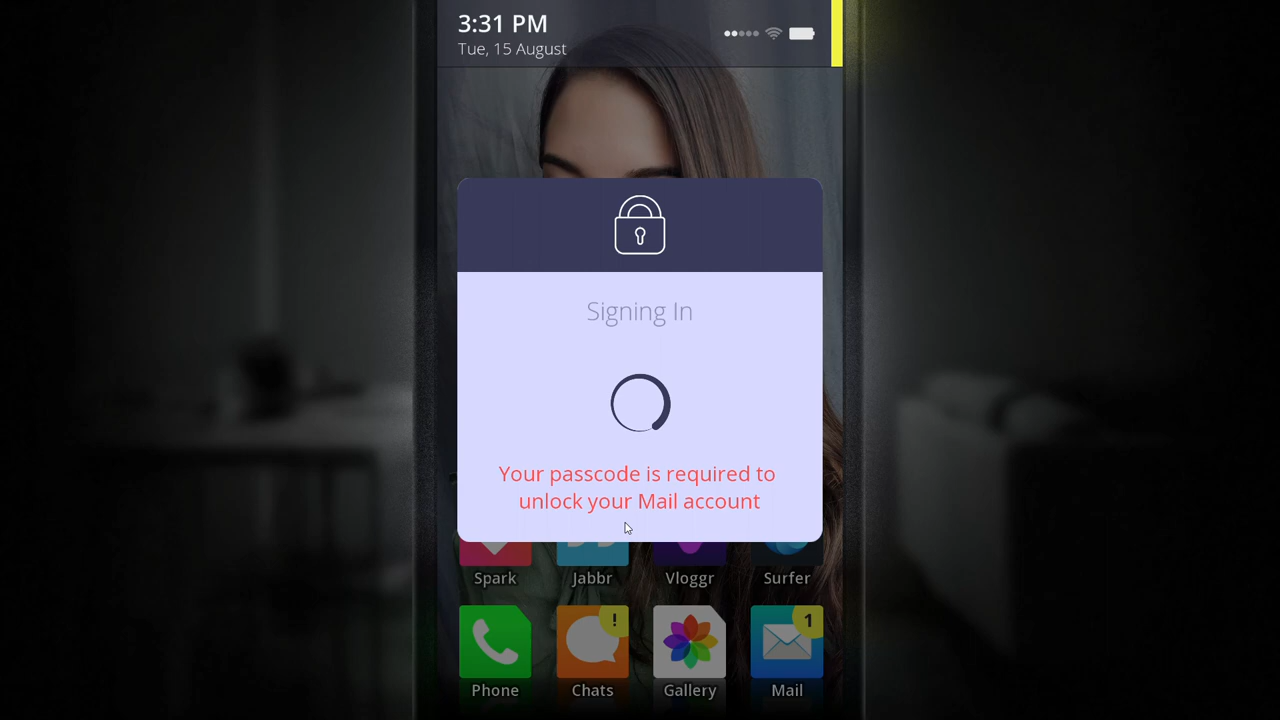 3:31 PM
Tue, 15 August
Signing In
Your passcode is required to
unlock your Mail account
Spark Jabbr Vloggr Surfer
! 1
Phone Chats Gallery Mail